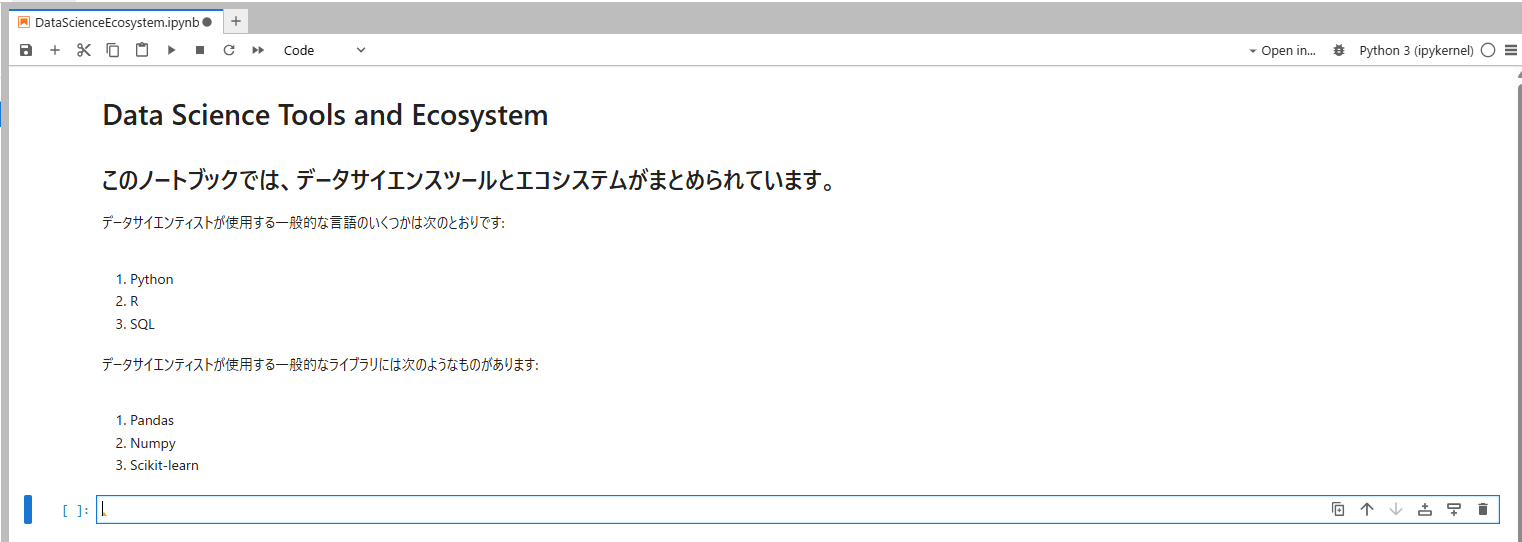 DataScienceEcosystem.ipynb
Code
Open in...
Python 3 (ipykernel)
Data Science Tools and Ecosystem
このノートブックでは、データサイエンスツールとエコシステムがまとめられています。
データサイエンティストが使用する一般的な言語のいくつかは次のとおりです:
1. Python
2. R
3. SQL
データサイエンティストが使用する一般的なライブラリには次のようなものがあります:
1. Pandas
2. Numpy
3. Scikit-learn
[ ]: